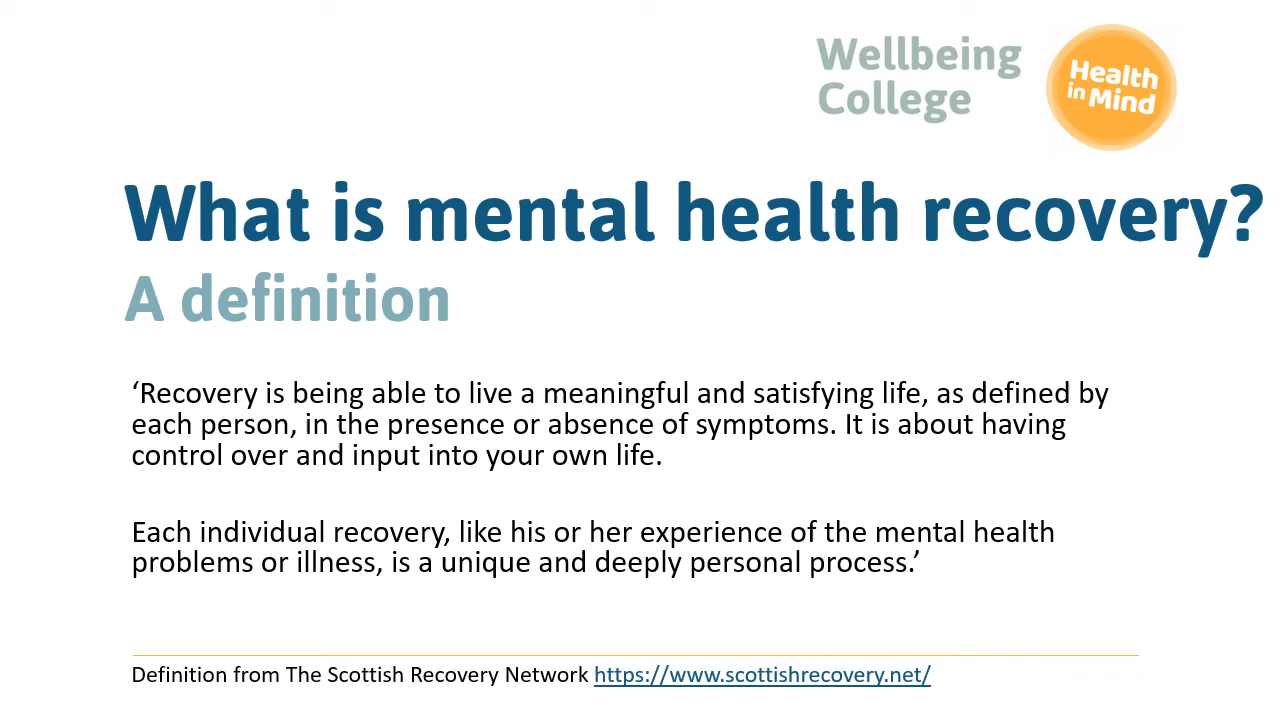 Wellbeing
College
Health
in Mind
What is mental health recovery?
A definition
‘Recovery is being able to live a meaningful and satisfying life, as defined by
each person, in the presence or absence of symptoms. It is about having
control over and input into your own life.
Each individual recovery, like his or her experience of the mental health
problems or illness, is a unique and deeply personal process.’
Definition from The Scottish Recovery Network https://www.scottishrecovery.net/